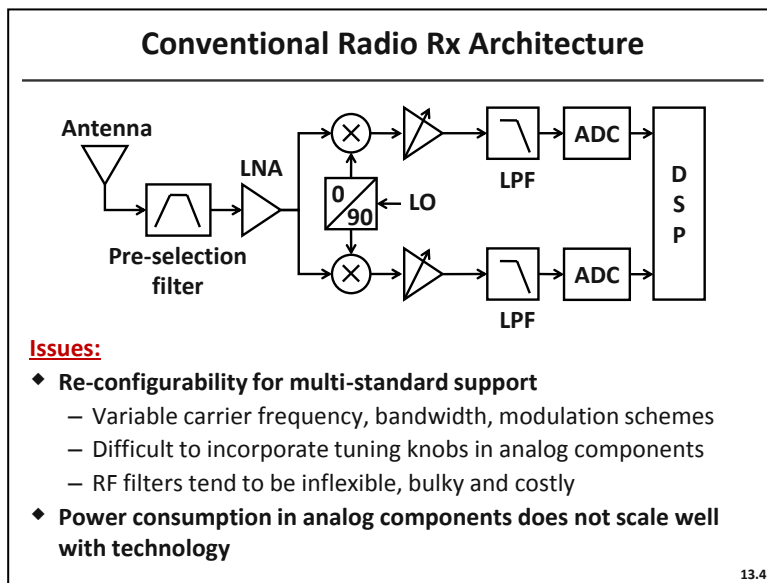 Conventional Radio Rx Architecture
Antenna
LNA
Pre-selection
filter
0
90
LO
LPF
ADC
LPF
ADC
D
S
P
Issues:
◆ Re-configurability for multi-standard support
– Variable carrier frequency, bandwidth, modulation schemes
– Difficult to incorporate tuning knobs in analog components
– RF filters tend to be inflexible, bulky and costly
◆ Power consumption in analog components does not scale well
with technology
13.4